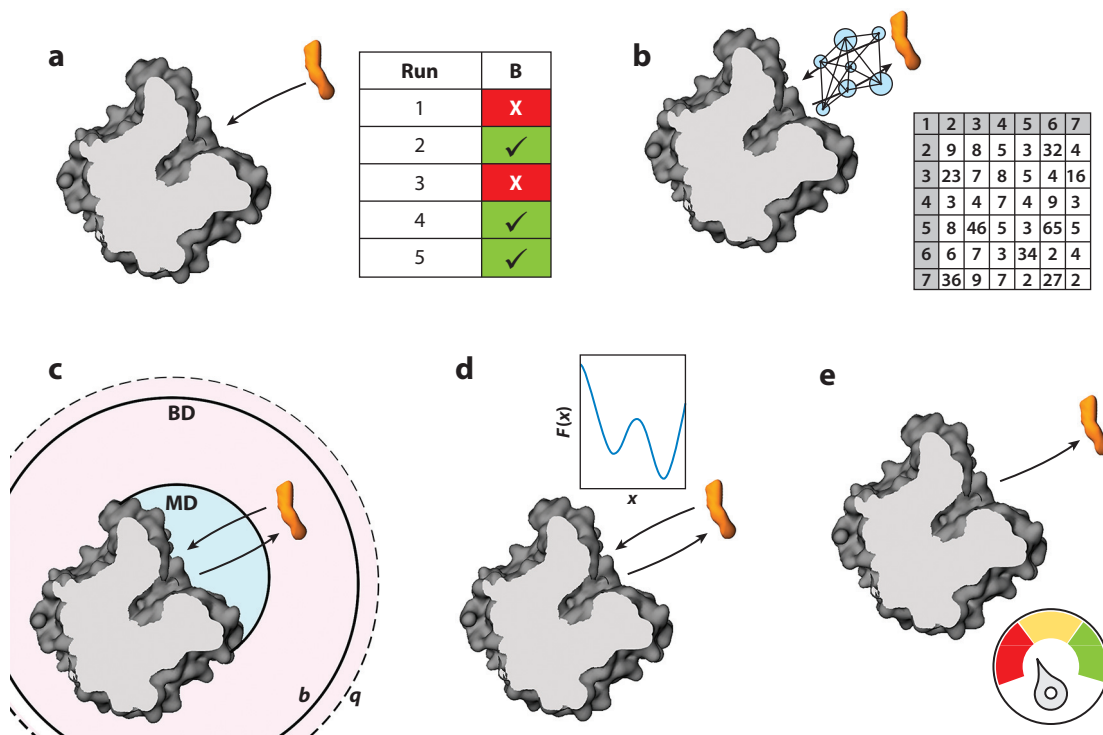 a
Run B
1 X
2 ✓
3 X
4 ✓
5 ✓
b
1 2 3 4 5 6 7
2 9 8 5 3 32 4
3 23 7 8 5 4 16
4 3 4 7 4 9 3
5 8 46 5 3 65 5
6 6 7 3 34 2 4
7 36 9 7 2 27 2
c
BD
MD
b
q
d
F(x)
x
e